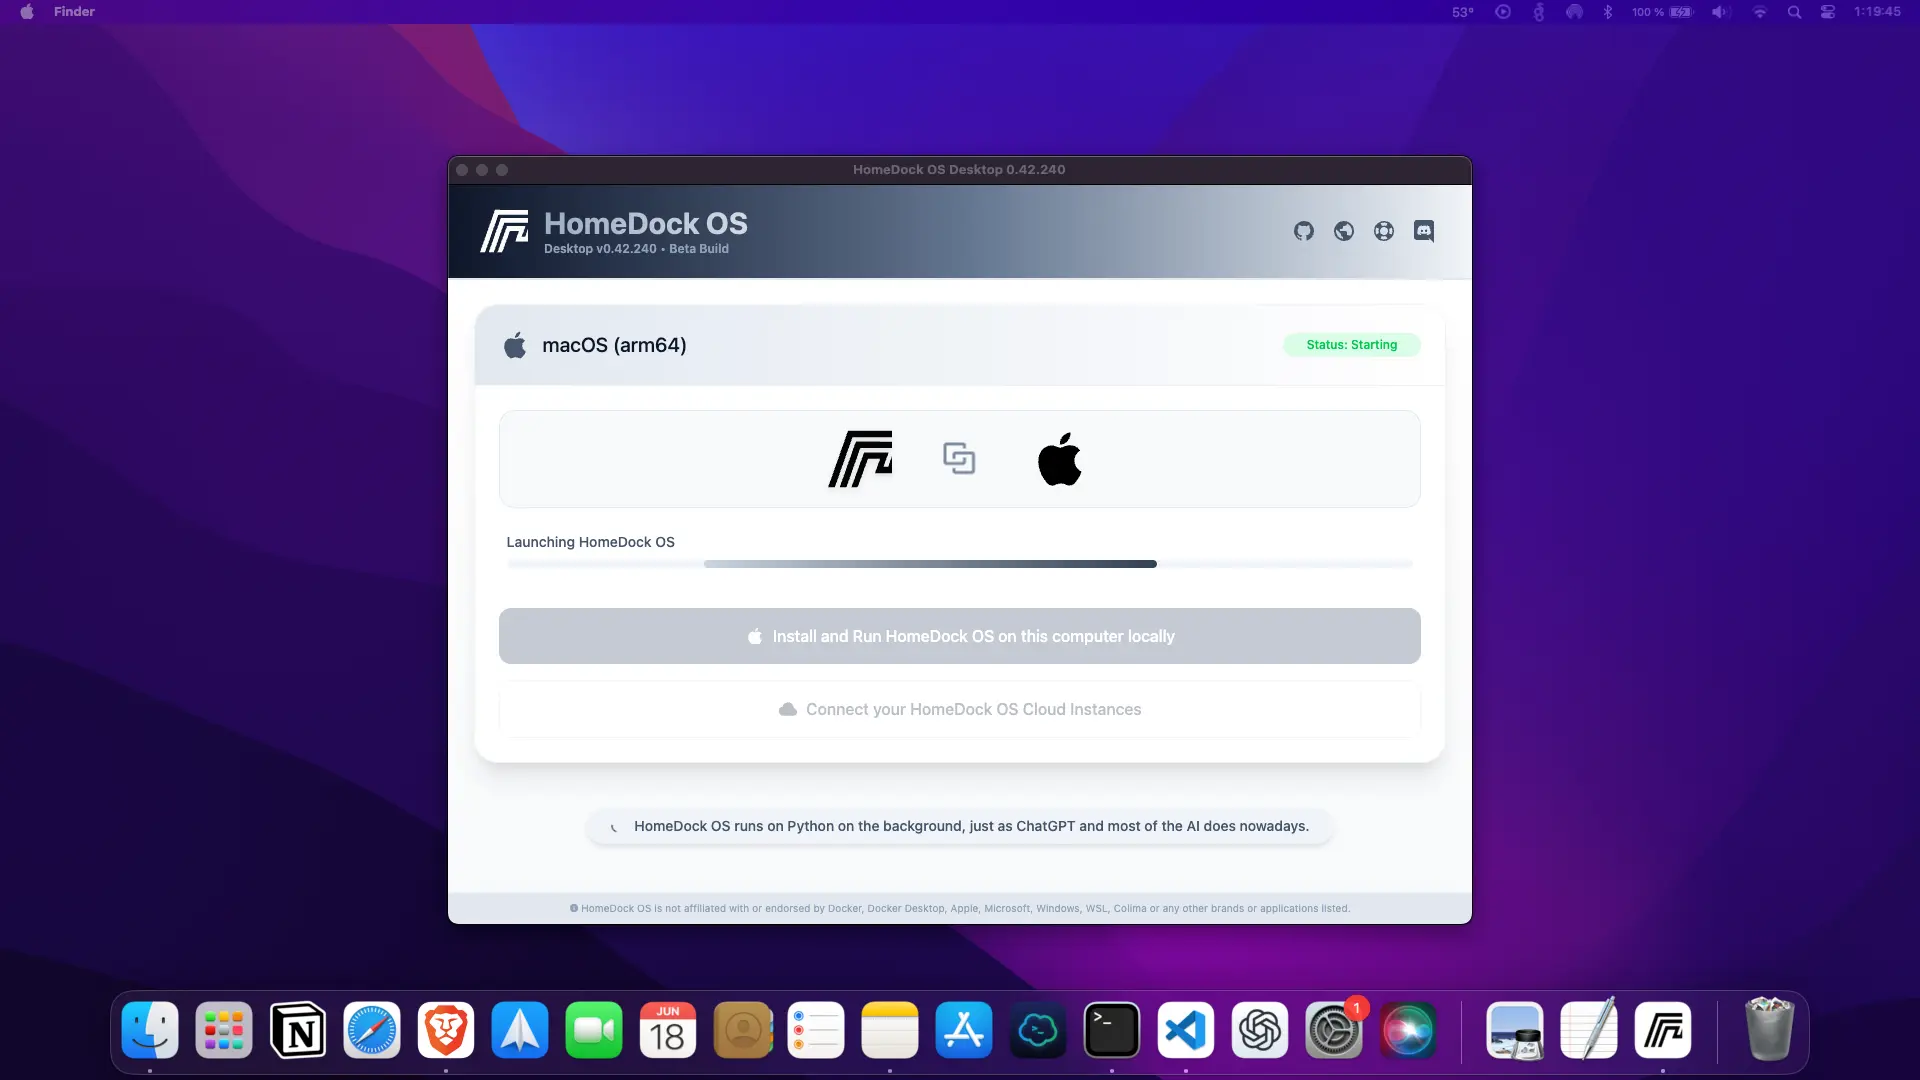 Finder
53°
100 %
1:19:45
HomeDock OS Desktop 0.42.240
HomeDock OS
Desktop v0.42.240 • Beta Build
macOS (arm64)
Status: Starting
Launching HomeDock OS
Install and Run HomeDock OS on this computer locally
Connect your HomeDock OS Cloud Instances
HomeDock OS runs on Python on the background, just as ChatGPT and most of the AI does nowadays.
HomeDock OS is not affiliated with or endorsed by Docker, Docker Desktop, Apple, Microsoft, Windows, WSL, Colima or any other brands or applications listed.
JUN
18
1